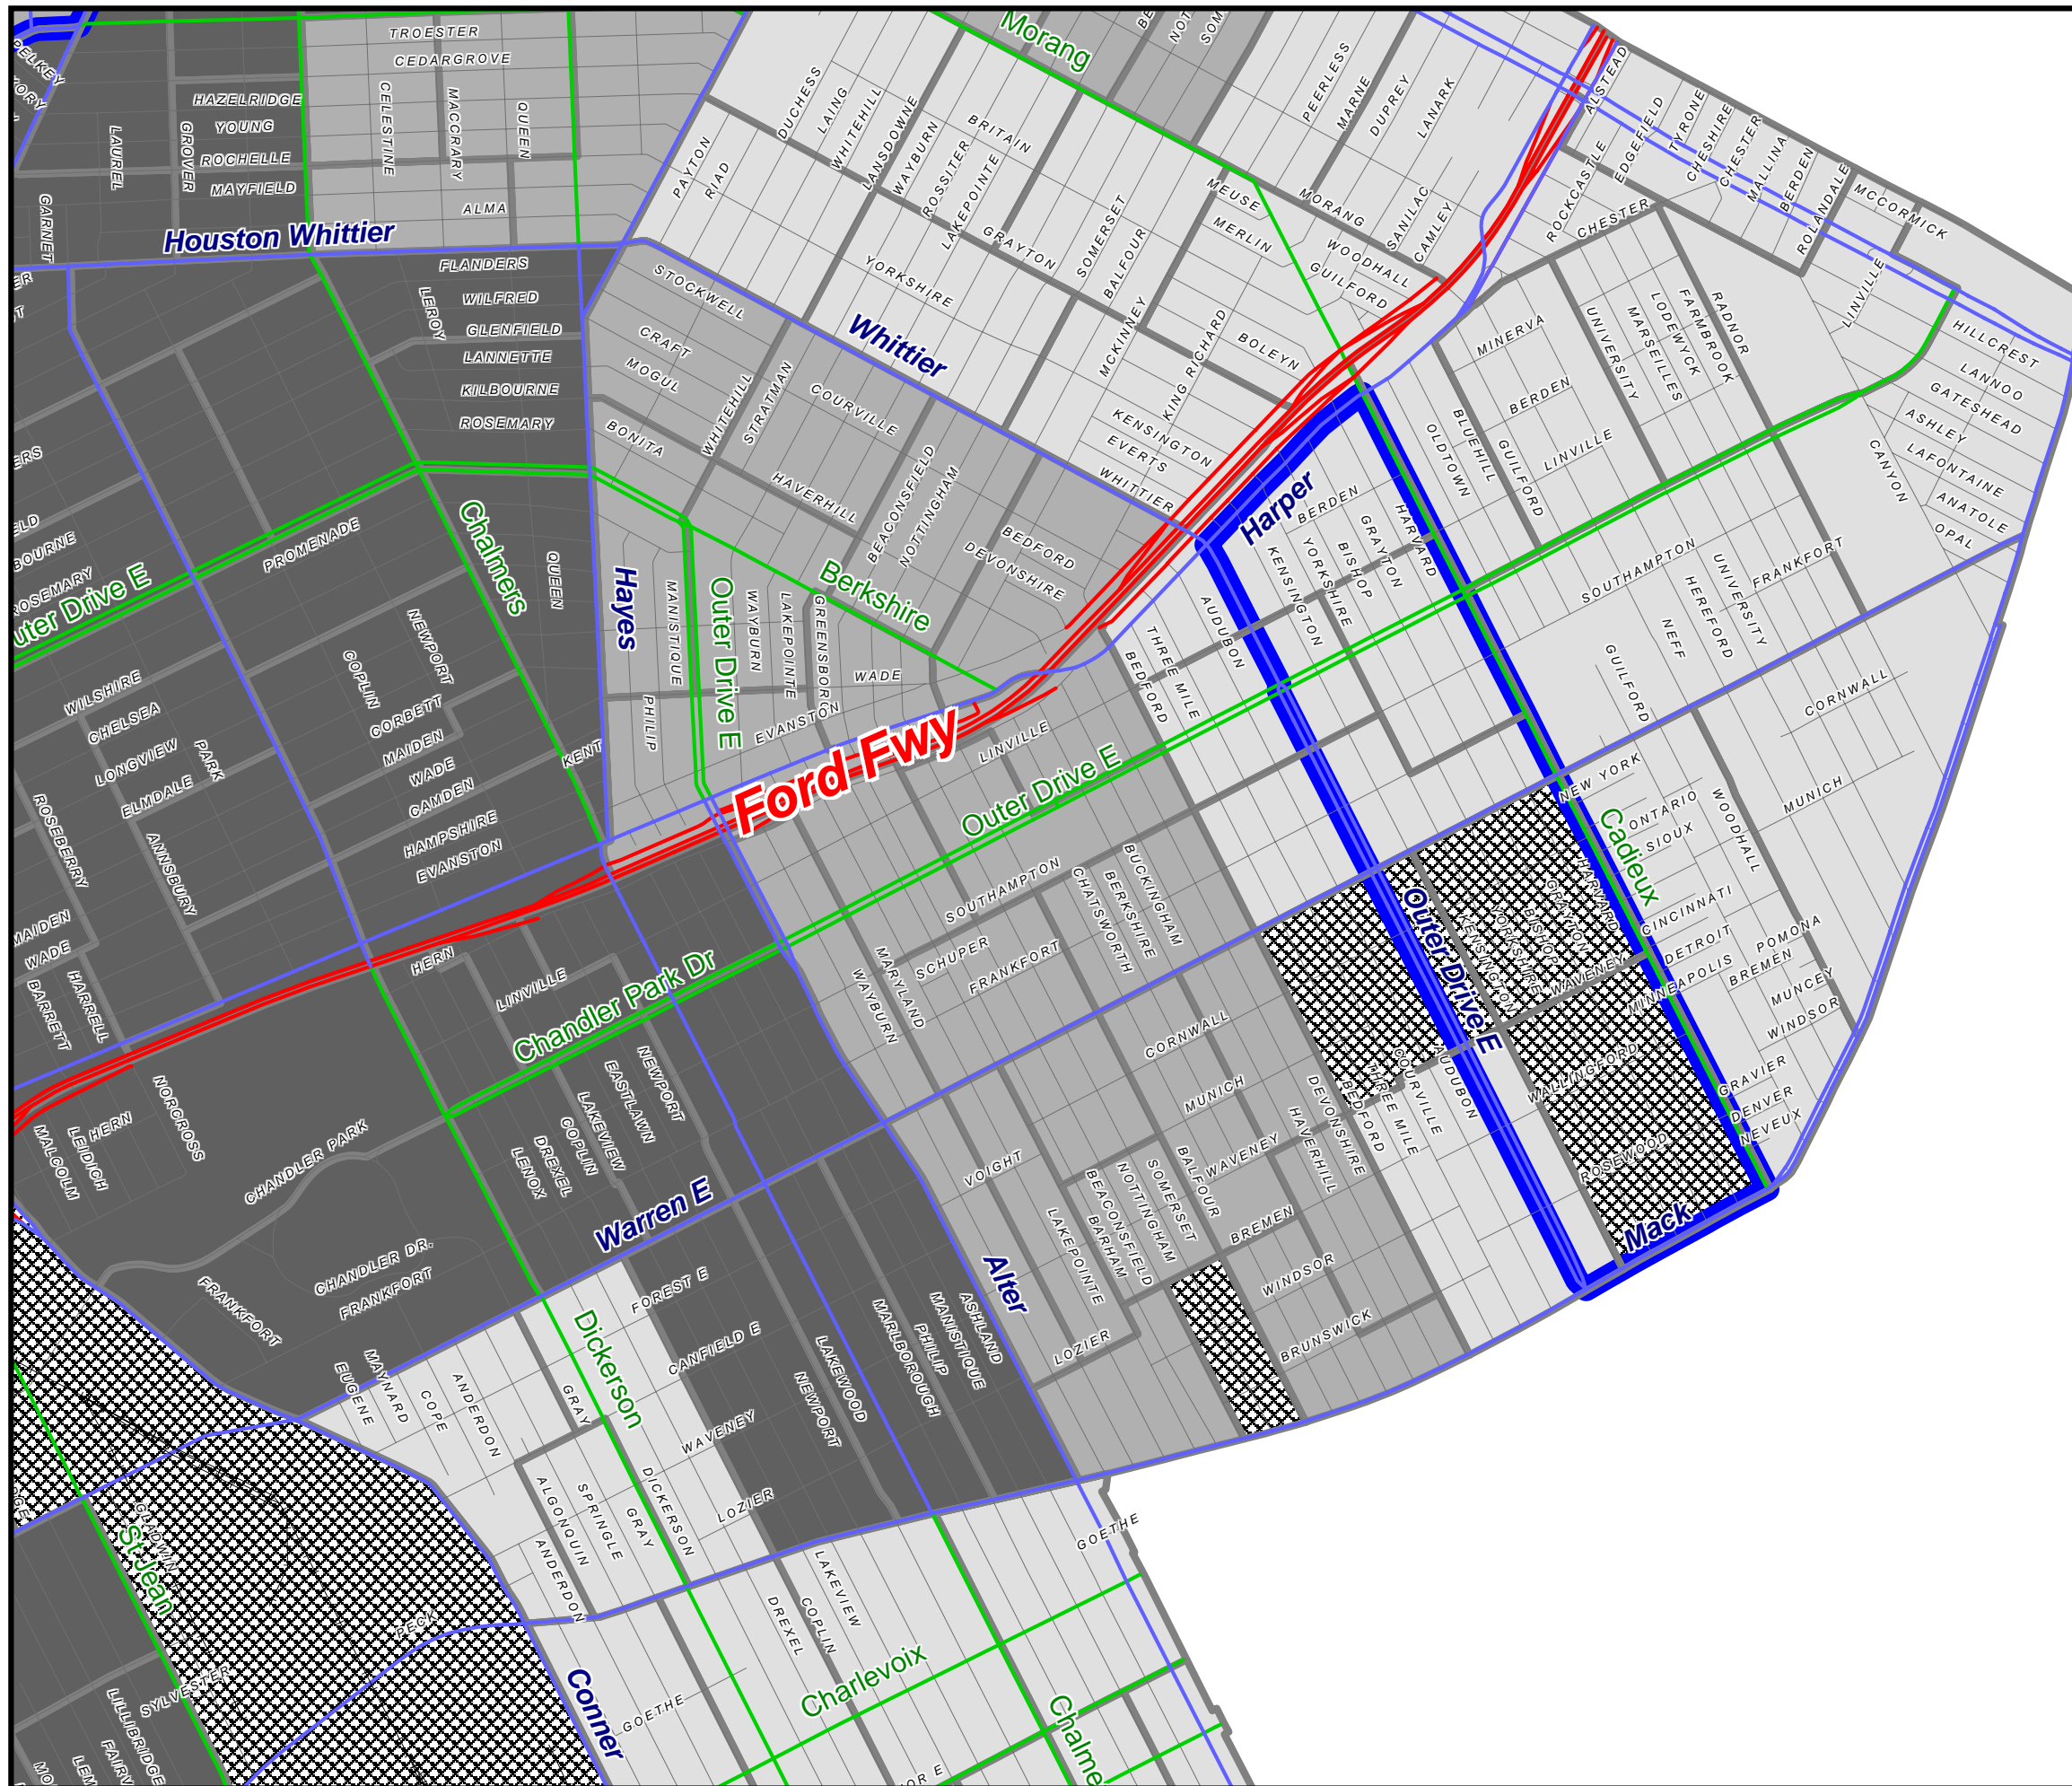 TROESTER
CEDARGROVE
PELKEY
HAZELRIDGE
YOUNG
ROCHELLE
MAYFIELD
LAUREL
GROVER
GARNET
CELESTINE
MACCRARY
QUEEN
ALMA
Houston Whittier
Morang
PAYTON
RIAD
DUCHESS
LAING
WHITEHILL
LANSDOWNE
WAYBURN
ROSSITER
LAKEPOINTE
BRITAIN
GRAYTON
YORKSHIRE
SOMERSET
BALFOUR
MCKINNEY
KING RICHARD
PEERLESS
MARNE
DUPREY
LANARK
MEUSE
MERLIN
MORANG
WOODHALL
GUILFORD
SANILAC
CAMLEY
BOLEYN
KENSINGTON
EVERTS
WHITTIER
ALSTEAD
ROCKCASTLE
EDGEFIELD
TYRONE
CHESHIRE
CHESTER
MALLINA
BERDEN
ROLANDALE
MCCORMICK
CHESTER
LINVILLE
FLANDERS
WILFRED
GLENFIELD
LANNETTE
KILBOURNE
ROSEMARY
LEROY
STOCKWELL
CRAFT
MOGUL
BONITA
WHITEHILL
STRATMAN
COURVILLE
HAVERHILL
BEACONSFIELD
NOTTINGHAM
Whittier
BEDFORD
DEVONSHIRE
MINERVA
UNIVERSITY
MARSEILLES
LODEWYCK
FARMBROOK
RADNOR
BERDEN
LINVILLE
OLDTOWN
BLUEHILL
GUILFORD
HILLCREST
LANNOO
GATESHEAD
ASHLEY
LAFONTAINE
ANATOLE
OPAL
CANYON
Harper
BERDEN
HARVARD
GRAYTON
BISHOP
YORKSHIRE
KENSINGTON
AUDUBON
THREE MILE
BEDFORD
SOUTHAMPTON
FRANKFORT
UNIVERSITY
HEREFORD
NEFF
GUILFORD
CORNWALL
MUNICH
PROMENADE
Chalmers
QUEEN
Hayes
MANISTIQUE
PHILIP
Outer Drive E
WAYBURN
LAKEPOINTE
GREENSBORO
Berkshire
WADE
EVANSTON
Ford Fwy
LINVILLE
Outer Drive E
WILSHIRE
CHELSEA
LONGVIEW
ELMDALE
PARK
ANNSBURY
ROSEBERRY
COPLIN
NEWPORT
CORBETT
MAIDEN
WADE
CAMDEN
HAMPSHIRE
EVANSTON
KENT
MAIDEN
WADE
HARRELL
BARRETT
HERN
LINVILLE
Chandler Park Dr
SOUTHAMPTON
SCHUPER
FRANKFORT
MARYLAND
WAYBURN
CHATSWORTH
BERKSHIRE
BUCKINGHAM
NEW YORK
ONTARIO
SIOUX
WOODHALL
CINCINNATI
DETROIT
MINNEAPOLIS
POMONA
BREMEN
MUNCEY
WINDSOR
GRAVIER
DENVER
NEVEUX
Cadieux
HARVARD
GRAYTON
BISHOP
YORKSHIRE
KENSINGTON
WAVENEY
Outer Drive E
WALLINGFORD
ROSEWOOD
Mack
AUDUBON
COURVILLE
THREE MILE
BEDFORD
DEVONSHIRE
HAVERHILL
CORNWALL
MUNICH
WAVENEY
BALFOUR
SOMERSET
NOTTINGHAM
BEACONSFIELD
BARHAM
LAKEPOINTE
VOIGHT
BREMEN
WINDSOR
BRUNSWICK
LOZIER
Alter
NORCROSS
HERN
LEIDICH
MALCOLM
CHANDLER PARK
CHANDLER DR.
FRANKFORT
FRANKFORT
NEWPORT
EASTLAWN
LAKEVIEW
COPLIN
DREXEL
LENOX
Warren E
FOREST E
CANFIELD E
WAVENEY
LOZIER
Dickerson
GRAY
MAYNARD
EUGENE
COPE
ANDERDON
ALGONQUIN
SPRINGLE
GRAY
DICKERSON
ANDERDON
LAKEWOOD
NEWPORT
MARLBOROUGH
PHILIP
MANISTIQUE
ASHLAND
GOETHE
LAKEVIEW
COPLIN
DREXEL
Charlevoix
GOETHE
Conner
St Jean
GLADWIN
PECK
SYLVESTER
LILLIBRIDGE